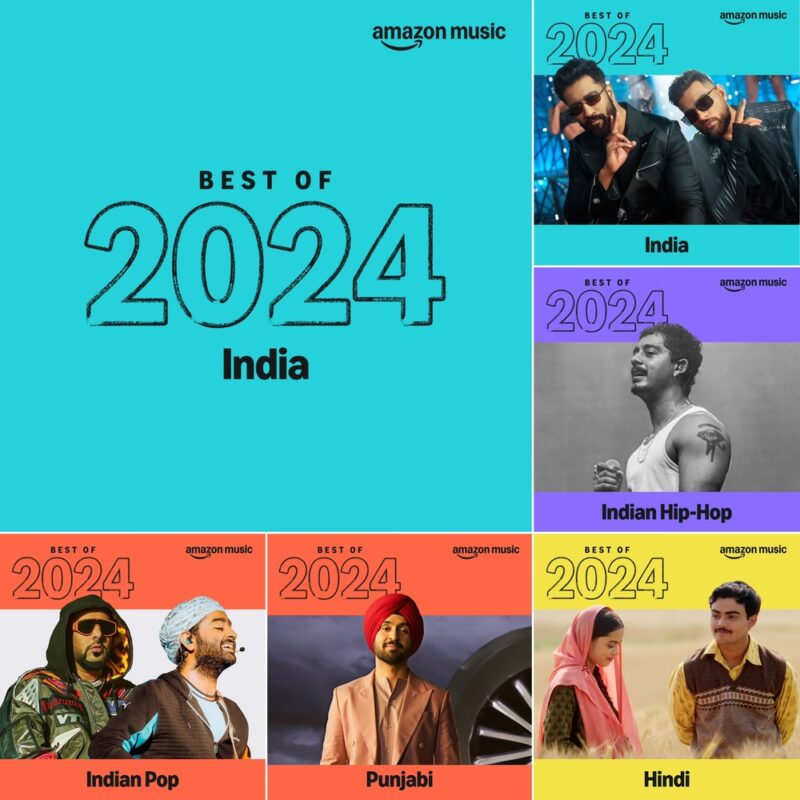 amazon music
BEST OF
2024
India
BEST OF
amazon music
2024
India
BEST OF
amazon music
2024
Indian Hip-Hop
BEST OF
amazon music
2024
Indian Pop
BEST OF
amazon music
2024
Punjabi
BEST OF
amazon music
2024
Hindi